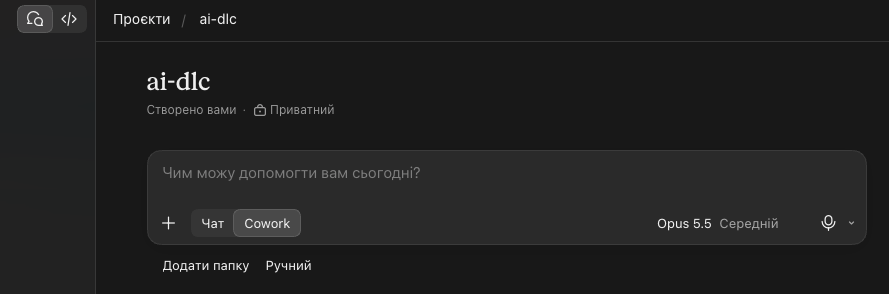 Проєкти / ai-dlc
ai-dlc
Створено вами · Приватний
Чим можу допомогти вам сьогодні?
Чат Cowork Opus 5.5 Середній
Додати папку Ручний